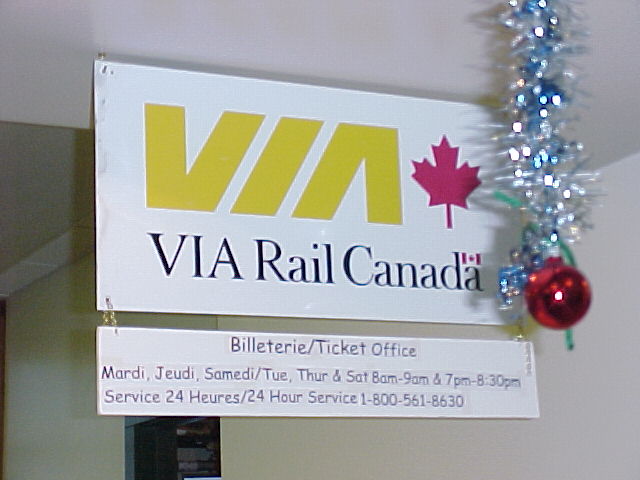 VIA
VIA Rail Canada
Billeterie/Ticket Office
Mardi, Jeudi, Samedi/Tue, Thur & Sat 8am-9am & 7pm-8:30pm
Service 24 Heures/24 Hour Service 1-800-561-8630